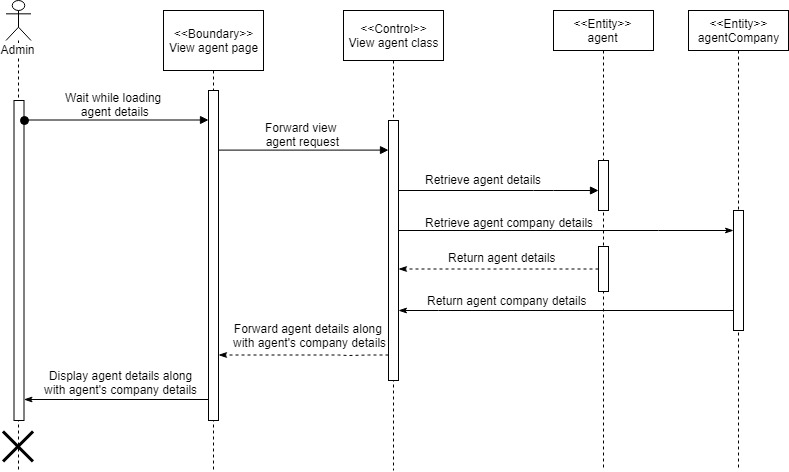 Admin
<<Boundary>>
View agent page
<<Control>>
View agent class
<<Entity>>
agent
<<Entity>>
agentCompany
Wait while loading
agent details
Forward view
agent request
Retrieve agent details
Retrieve agent company details
Return agent details
Return agent company details
Forward agent details along
with agent's company details
Display agent details along
with agent's company details